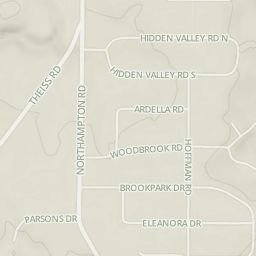 HIDDEN VALLEY RD N
HIDDEN VALLEY RD S
THEISS RD
NORTHAMPTON RD
ARDELLA RD
WOODBROOK RD
HOFFMAN RD
BROOKPARK DR
PARSONS DR
ELEANORA DR